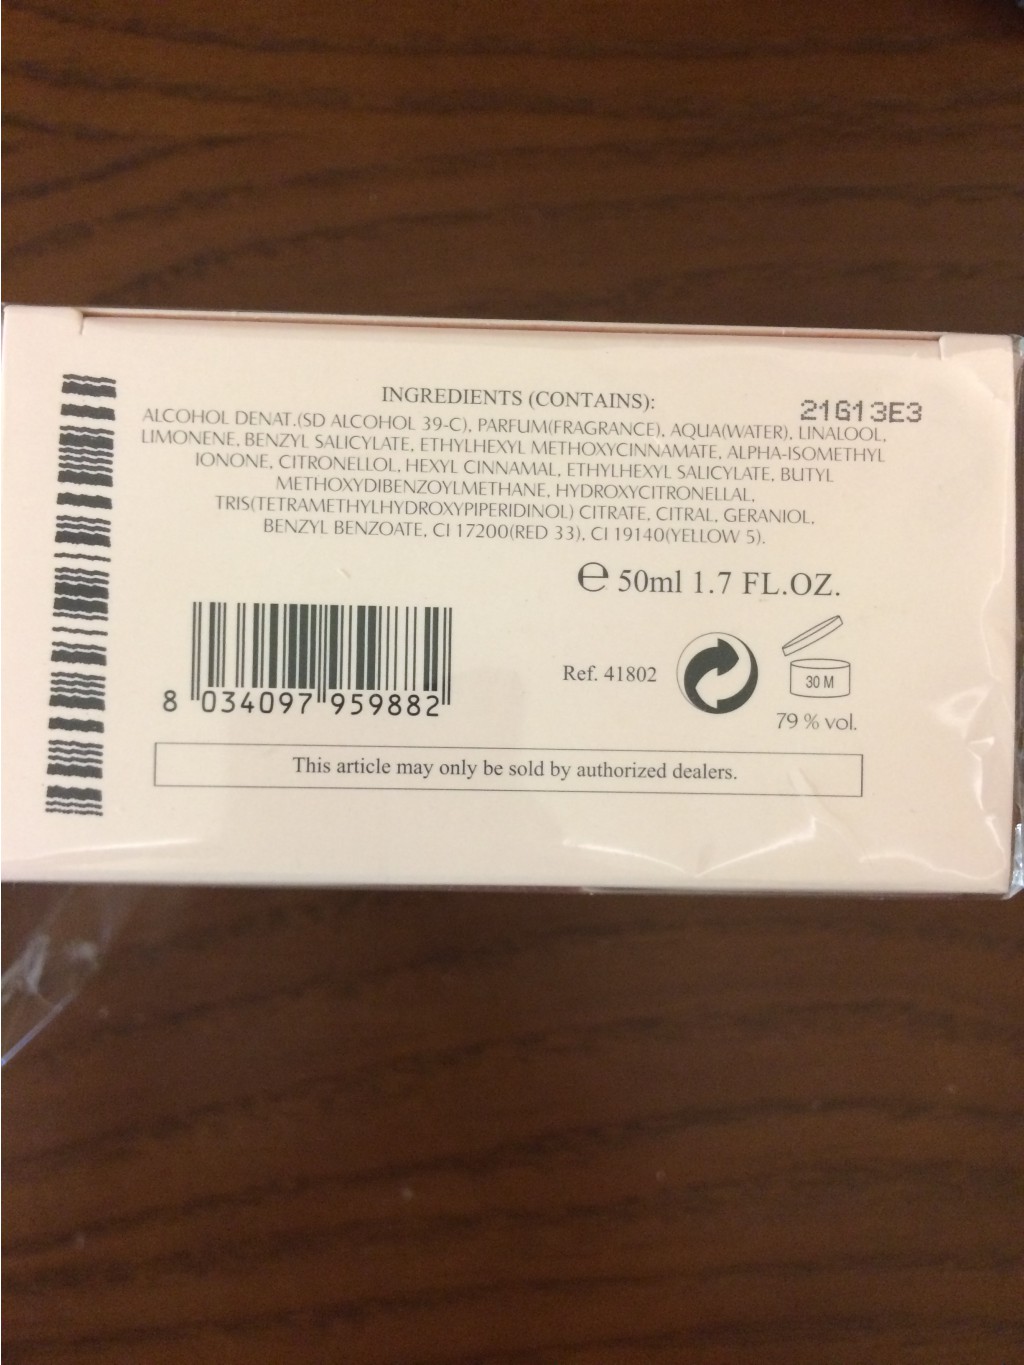 INGREDIENTS (CONTAINS):
21G13E3
ALCOHOL DENAT.(SD ALCOHOL 39-C), PARFUM(FRAGRANCE), AQUA(WATER), LINALOOL,
LIMONENE, BENZYL SALICYLATE, ETHYLHEXYL METHOXYCINNAMATE, ALPHA-ISOMETHYL
IONONE, CITRONELLOL, HEXYL CINNAMAL, ETHYLHEXYL SALICYLATE, BUTYL
METHOXYDIBENZOYLMETHANE, HYDROXYCITRONELLAL,
TRIS(TETRAMETHYLHYDROXYPIPERIDINOL) CITRATE, CITRAL, GERANIOL,
BENZYL BENZOATE, CI 17200(RED 33), CI 19140(YELLOW 5).
℮ 50ml 1.7 FL.OZ.
Ref. 41802
30 M
8 034097 959882
79 % vol.
This article may only be sold by authorized dealers.